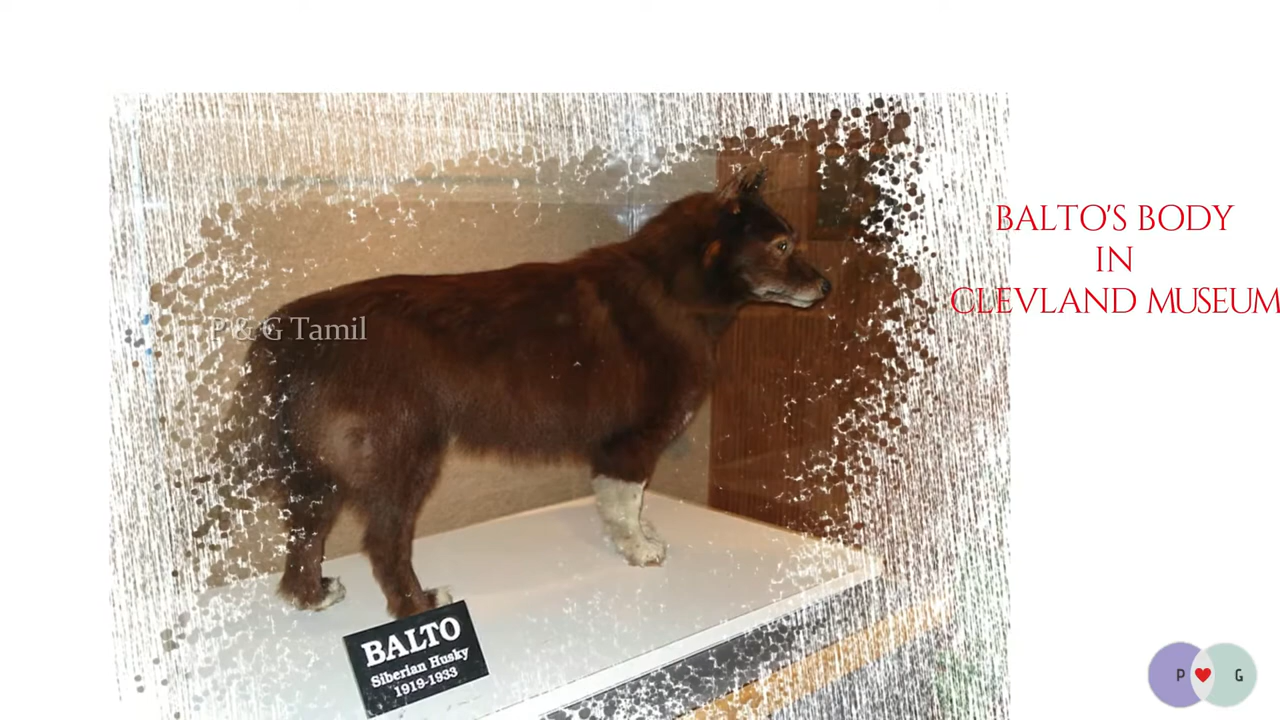 BALTO'S BODY
IN
CLEVLAND MUSEUM
P & G Tamil
BALTO
Siberian Husky
1919-1933
P G